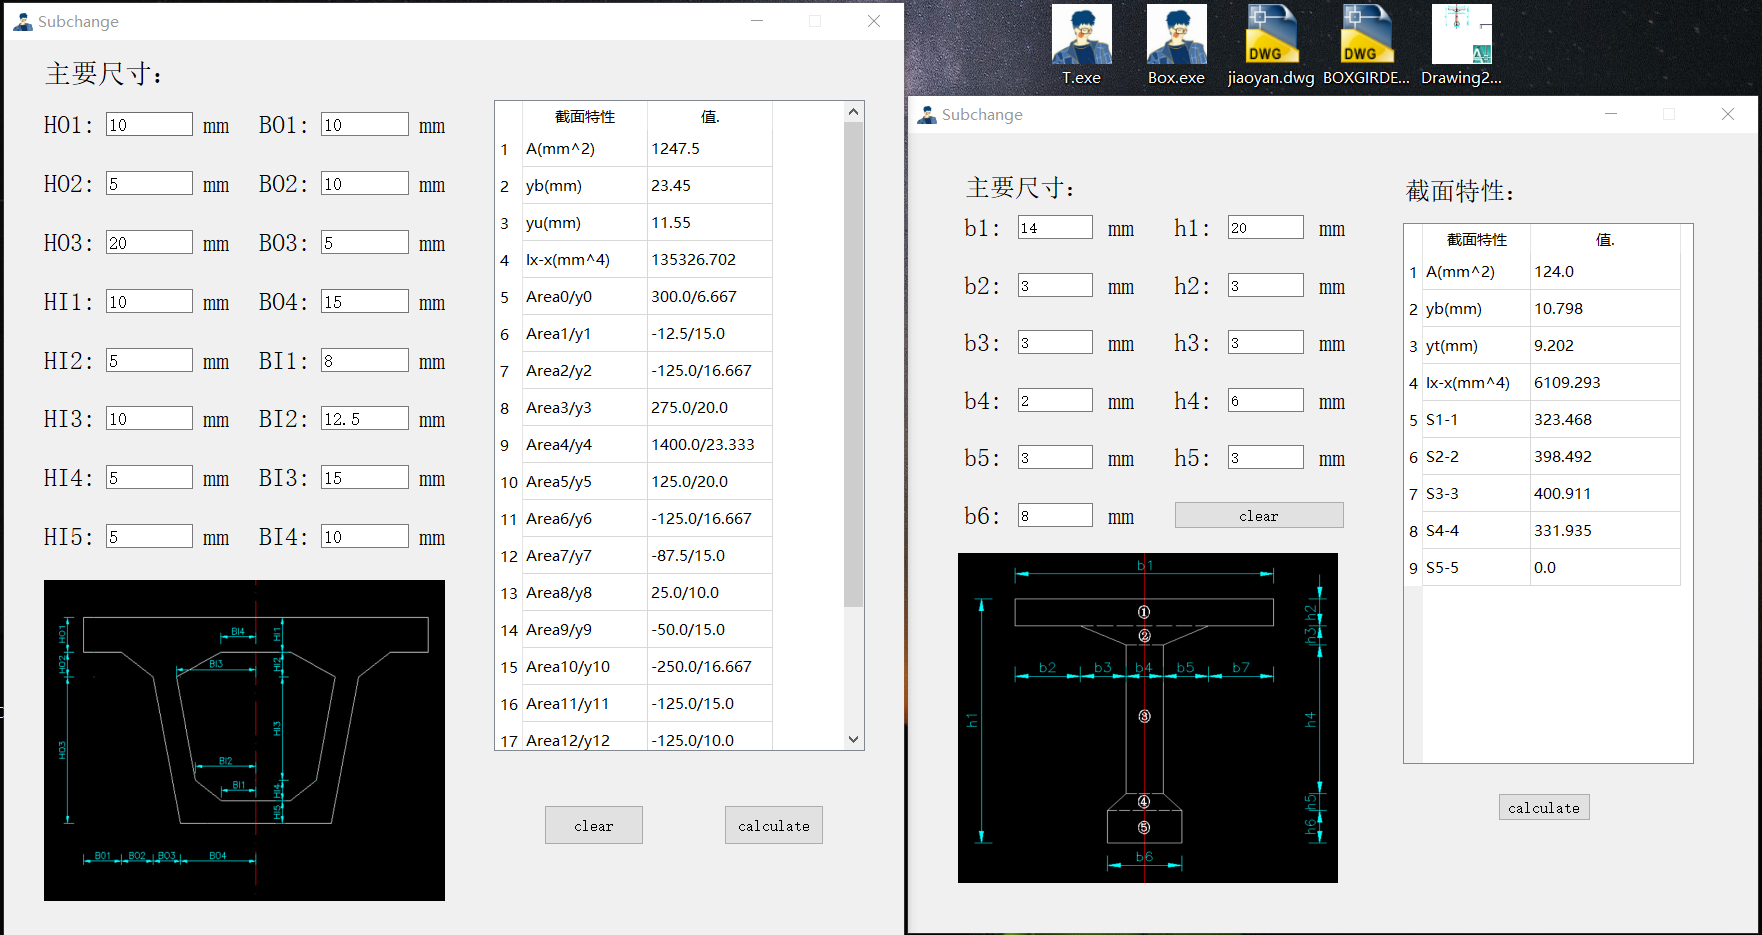 Subchange
主要尺寸：
HO1: 10 mm BO1: 10 mm
HO2: 5 mm BO2: 10 mm
HO3: 20 mm BO3: 5 mm
HI1: 10 mm BO4: 15 mm
HI2: 5 mm BI1: 8 mm
HI3: 10 mm BI2: 12.5 mm
HI4: 5 mm BI3: 15 mm
HI5: 5 mm BI4: 10 mm
截面特性 值.
1 A(mm^2) 1247.5
2 yb(mm) 23.45
3 yu(mm) 11.55
4 Ix-x(mm^4) 135326.702
5 Area0/y0 300.0/6.667
6 Area1/y1 -12.5/15.0
7 Area2/y2 -125.0/16.667
8 Area3/y3 275.0/20.0
9 Area4/y4 1400.0/23.333
10 Area5/y5 125.0/20.0
11 Area6/y6 -125.0/16.667
12 Area7/y7 -87.5/15.0
13 Area8/y8 25.0/10.0
14 Area9/y9 -50.0/15.0
15 Area10/y10 -250.0/16.667
16 Area11/y11 -125.0/15.0
17 Area12/y12 -125.0/10.0
HO1
HO2
HO3
BI4
HI1
HI2
BI3
HI3
BI2
BI1
HI4
HI5
BO1 BO2 BO3 BO4
clear calculate
T.exe Box.exe jiaoyan.dwg BOXGIRDE... Drawing2...
DWG DWG
Subchange
主要尺寸：
b1: 14 mm h1: 20 mm
b2: 3 mm h2: 3 mm
b3: 3 mm h3: 3 mm
b4: 2 mm h4: 6 mm
b5: 3 mm h5: 3 mm
b6: 8 mm clear
截面特性：
截面特性 值.
1 A(mm^2) 124.0
2 yb(mm) 10.798
3 yt(mm) 9.202
4 Ix-x(mm^4) 6109.293
5 S1-1 323.468
6 S2-2 398.492
7 S3-3 400.911
8 S4-4 331.935
9 S5-5 0.0
b1
① h2
② h3
b2 b3 b4 b5 b7
h1 ③ h4
④ h5
⑤ h6
b6
calculate